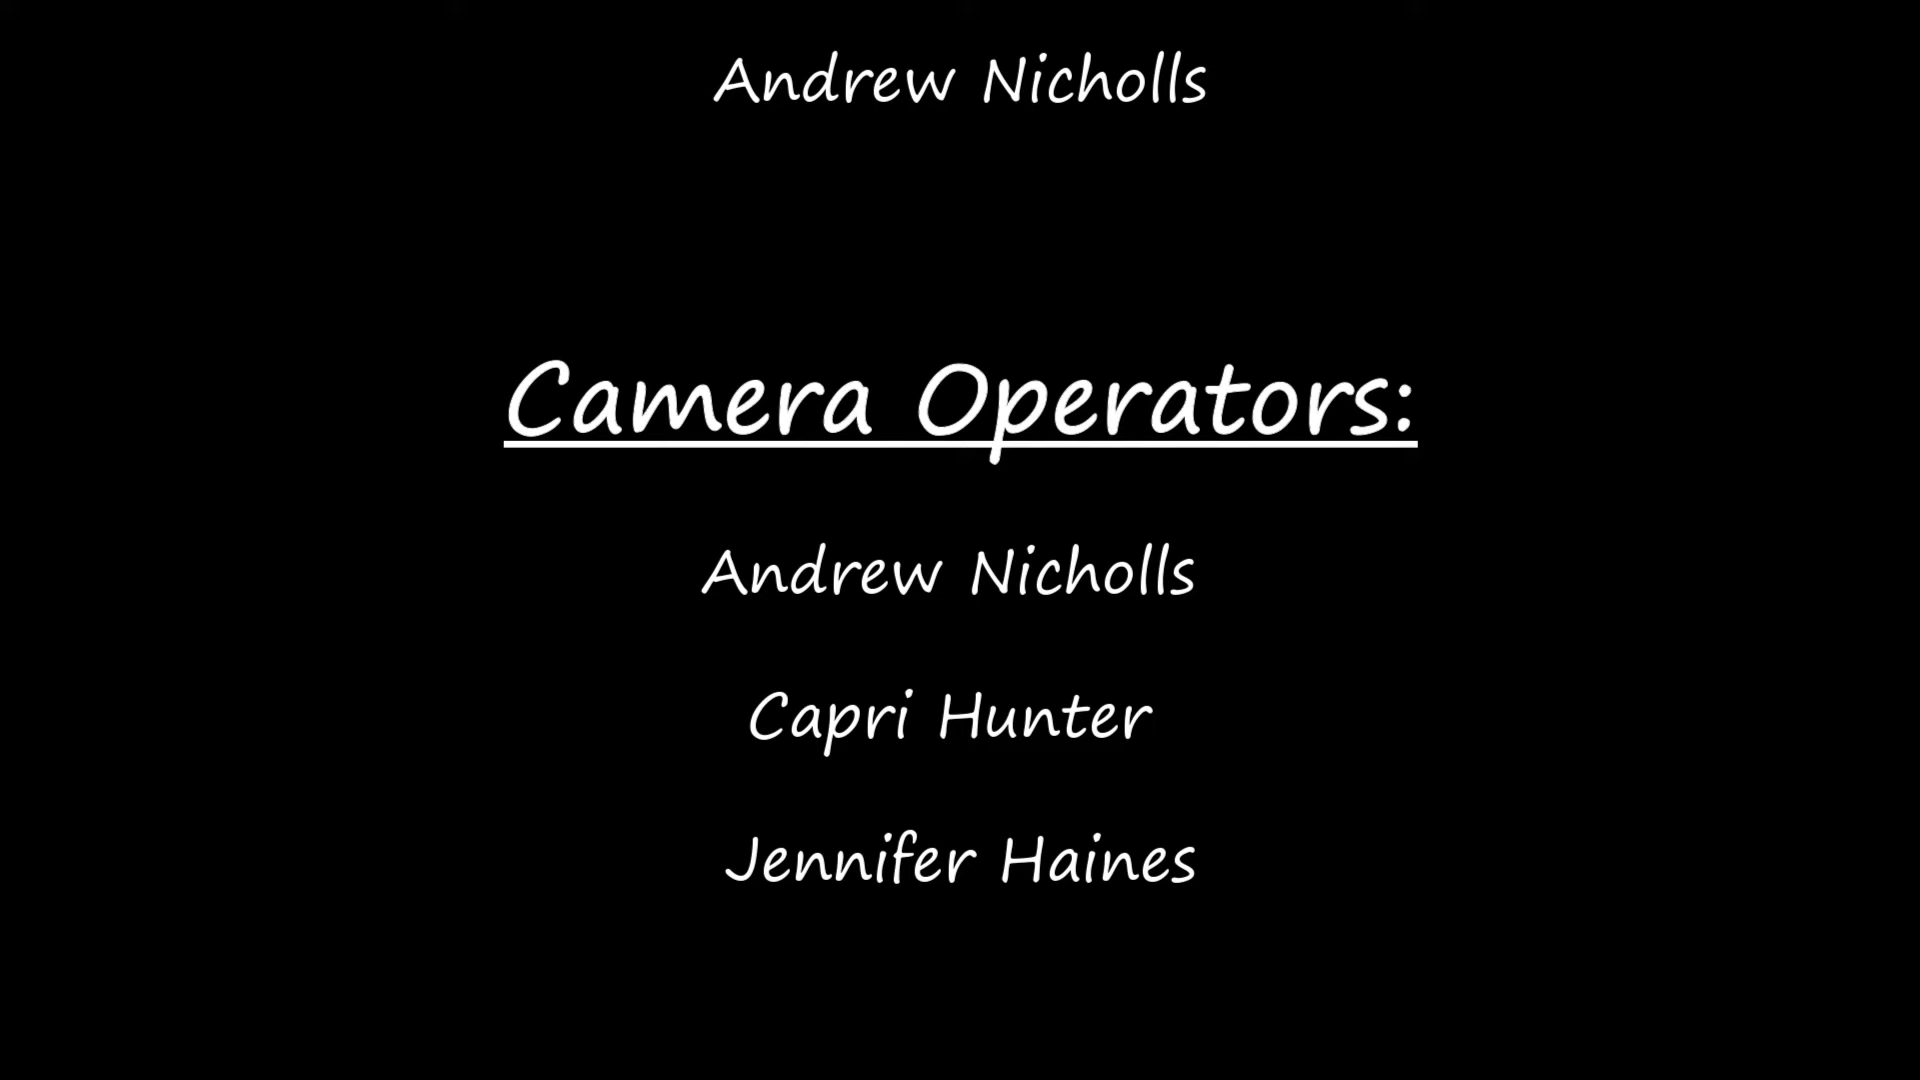 Andrew Nicholls
Camera Operators:
Andrew Nicholls
Capri Hunter
Jennifer Haines